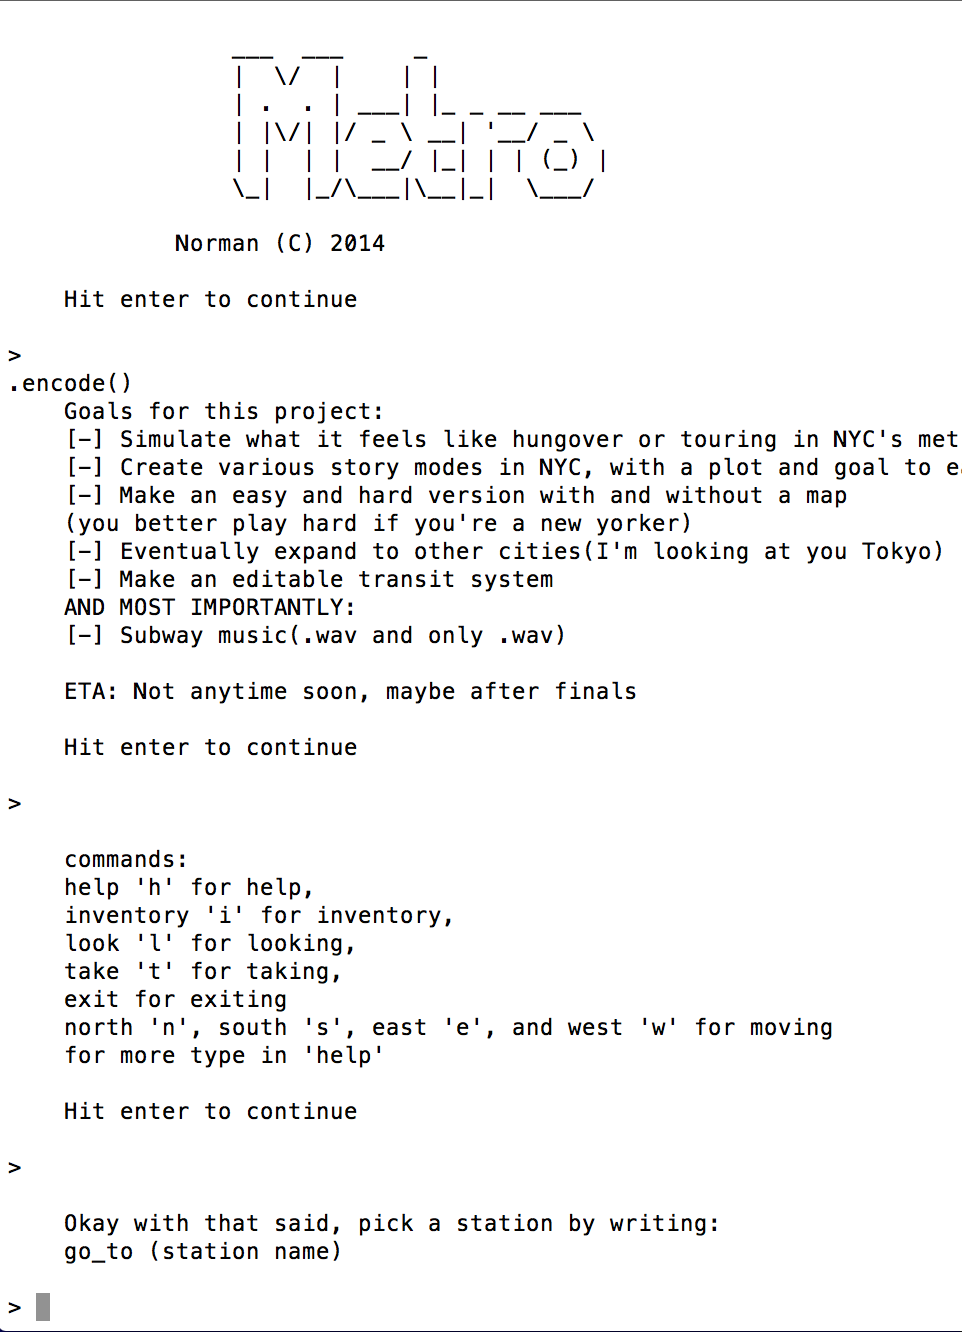 Metro
Norman (C) 2014
Hit enter to continue
>
.encode()
Goals for this project:
[-] Simulate what it feels like hungover or touring in NYC's met
[-] Create various story modes in NYC, with a plot and goal to ea
[-] Make an easy and hard version with and without a map
(you better play hard if you're a new yorker)
[-] Eventually expand to other cities(I'm looking at you Tokyo)
[-] Make an editable transit system
AND MOST IMPORTANTLY:
[-] Subway music(.wav and only .wav)
ETA: Not anytime soon, maybe after finals
Hit enter to continue
>
commands:
help 'h' for help,
inventory 'i' for inventory,
look 'l' for looking,
take 't' for taking,
exit for exiting
north 'n', south 's', east 'e', and west 'w' for moving
for more type in 'help'
Hit enter to continue
>
Okay with that said, pick a station by writing:
go_to (station name)
>